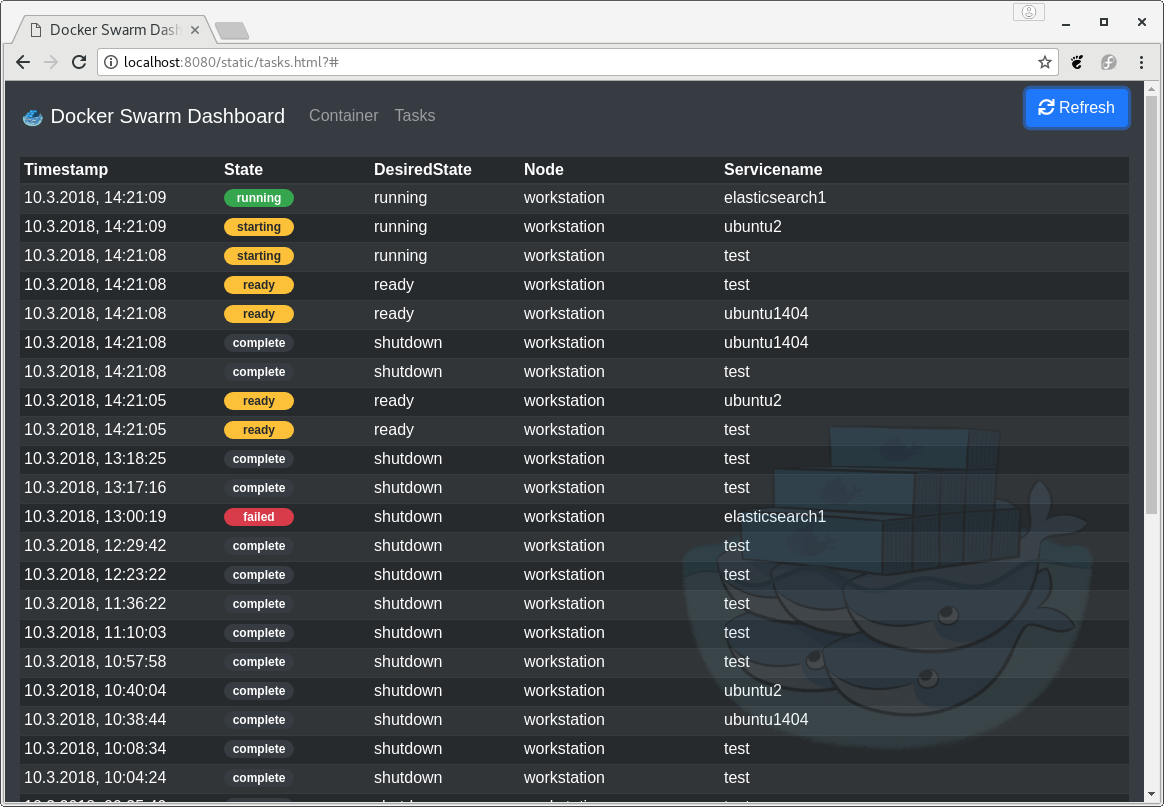 Docker Swarm Dash
localhost:8080/static/tasks.html?#
Docker Swarm Dashboard Container Tasks Refresh
Timestamp State DesiredState Node Servicename
10.3.2018, 14:21:09 running running workstation elasticsearch1
10.3.2018, 14:21:09 starting running workstation ubuntu2
10.3.2018, 14:21:08 starting running workstation test
10.3.2018, 14:21:08 ready ready workstation test
10.3.2018, 14:21:08 ready ready workstation ubuntu1404
10.3.2018, 14:21:08 complete shutdown workstation ubuntu1404
10.3.2018, 14:21:08 complete shutdown workstation test
10.3.2018, 14:21:05 ready ready workstation ubuntu2
10.3.2018, 14:21:05 ready ready workstation test
10.3.2018, 13:18:25 complete shutdown workstation test
10.3.2018, 13:17:16 complete shutdown workstation test
10.3.2018, 13:00:19 failed shutdown workstation elasticsearch1
10.3.2018, 12:29:42 complete shutdown workstation test
10.3.2018, 12:23:22 complete shutdown workstation test
10.3.2018, 11:36:22 complete shutdown workstation test
10.3.2018, 11:10:03 complete shutdown workstation test
10.3.2018, 10:57:58 complete shutdown workstation test
10.3.2018, 10:40:04 complete shutdown workstation ubuntu2
10.3.2018, 10:38:44 complete shutdown workstation ubuntu1404
10.3.2018, 10:08:34 complete shutdown workstation test
10.3.2018, 10:04:24 complete shutdown workstation test